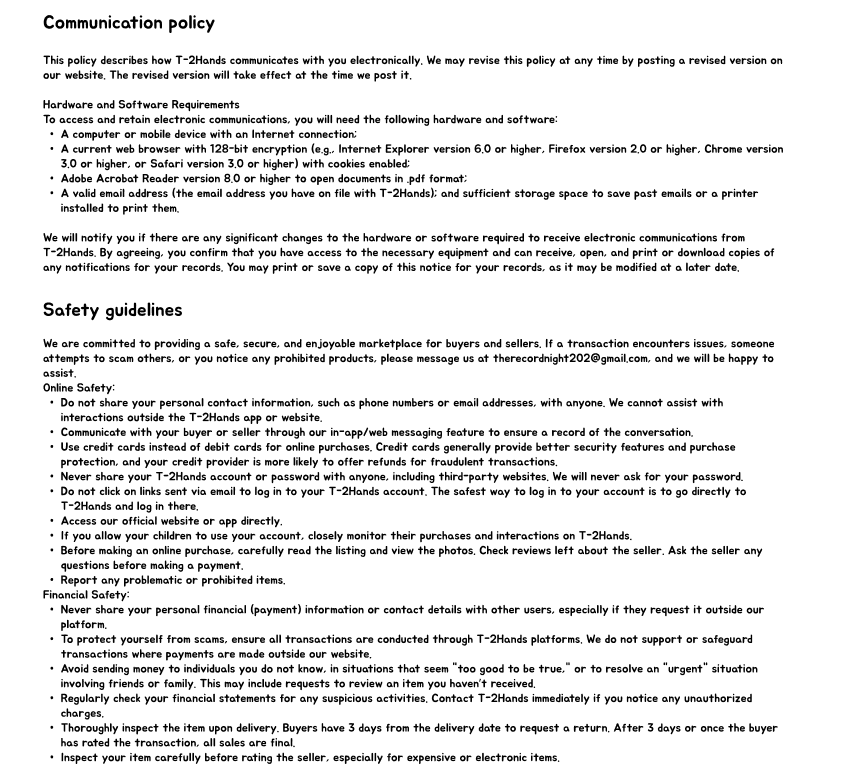 Communication policy
This policy describes how T-2Hands communicates with you electronically. We may revise this policy at any time by posting a revised version on
our website. The revised version will take effect at the time we post it.
Hardware and Software Requirements
To access and retain electronic communications, you will need the following hardware and software:
• A computer or mobile device with an Internet connection;
• A current web browser with 128-bit encryption (e.g., Internet Explorer version 6.0 or higher, Firefox version 2.0 or higher, Chrome version
3.0 or higher, or Safari version 3.0 or higher) with cookies enabled;
• Adobe Acrobat Reader version 8.0 or higher to open documents in .pdf format;
• A valid email address (the email address you have on file with T-2Hands); and sufficient storage space to save past emails or a printer
installed to print them.
We will notify you if there are any significant changes to the hardware or software required to receive electronic communications from
T-2Hands. By agreeing, you confirm that you have access to the necessary equipment and can receive, open, and print or download copies of
any notifications for your records. You may print or save a copy of this notice for your records, as it may be modified at a later date.
Safety guidelines
We are committed to providing a safe, secure, and enjoyable marketplace for buyers and sellers. If a transaction encounters issues, someone
attempts to scam others, or you notice any prohibited products, please message us at therecordnight202@gmail.com, and we will be happy to
assist.
Online Safety:
• Do not share your personal contact information, such as phone numbers or email addresses, with anyone. We cannot assist with
interactions outside the T-2Hands app or website.
• Communicate with your buyer or seller through our in-app/web messaging feature to ensure a record of the conversation.
• Use credit cards instead of debit cards for online purchases. Credit cards generally provide better security features and purchase
protection, and your credit provider is more likely to offer refunds for fraudulent transactions.
• Never share your T-2Hands account or password with anyone, including third-party websites. We will never ask for your password.
• Do not click on links sent via email to log in to your T-2Hands account. The safest way to log in to your account is to go directly to
T-2Hands and log in there.
• Access our official website or app directly.
• If you allow your children to use your account, closely monitor their purchases and interactions on T-2Hands.
• Before making an online purchase, carefully read the listing and view the photos. Check reviews left about the seller. Ask the seller any
questions before making a payment.
• Report any problematic or prohibited items.
Financial Safety:
• Never share your personal financial (payment) information or contact details with other users, especially if they request it outside our
platform.
• To protect yourself from scams, ensure all transactions are conducted through T-2Hands platforms. We do not support or safeguard
transactions where payments are made outside our website.
• Avoid sending money to individuals you do not know, in situations that seem "too good to be true," or to resolve an "urgent" situation
involving friends or family. This may include requests to review an item you haven't received.
• Regularly check your financial statements for any suspicious activities. Contact T-2Hands immediately if you notice any unauthorized
charges.
• Thoroughly inspect the item upon delivery. Buyers have 3 days from the delivery date to request a return. After 3 days or once the buyer
has rated the transaction, all sales are final.
• Inspect your item carefully before rating the seller, especially for expensive or electronic items.